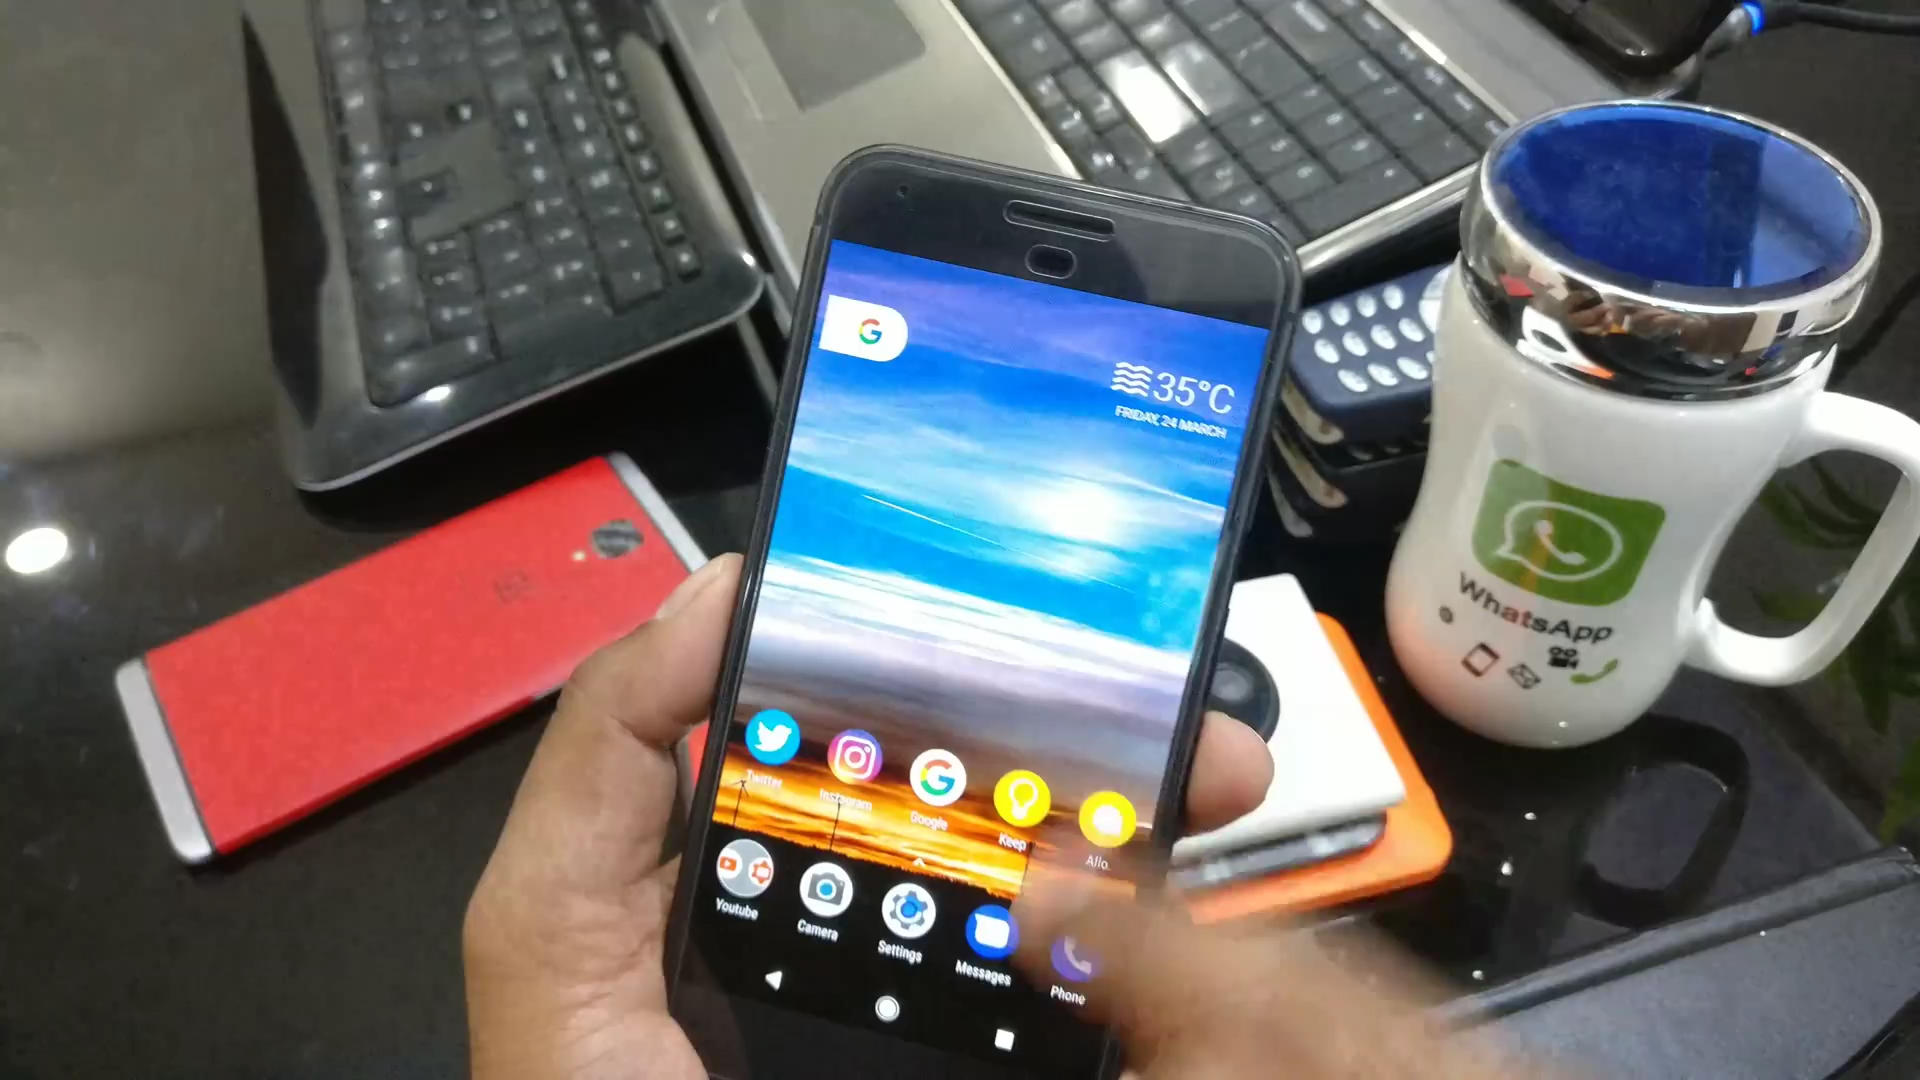 35°C
FRIDAY, 24 MARCH
Twitter
Instagram
Google
Keep
Allo
Youtube
Camera
Settings
Messages
Phone
WhatsApp